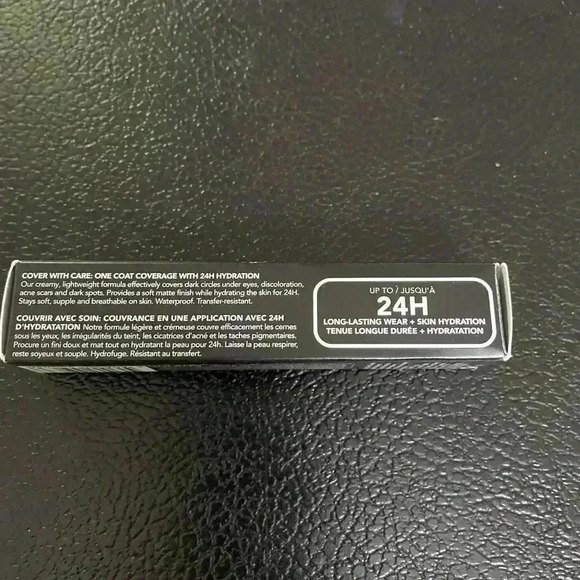 COVER WITH CARE: ONE COAT COVERAGE WITH 24H HYDRATION
Our creamy, lightweight formula effectively covers dark circles under eyes, discoloration,
acne scars and dark spots. Provides a soft matte finish while hydrating the skin for 24H.
Stays soft, supple and breathable on skin. Waterproof. Transfer-resistant.
COUVRIR AVEC SOIN: COUVRANCE EN UNE APPLICATION AVEC 24H
D'HYDRATATION Notre formule légère et crémeuse couvre efficacement les cernes
sous les yeux, les irrégularités du teint, les cicatrices d'acné et les taches pigmentaires.
Procure un fini doux et mat tout en hydratant la peau pour 24h. Laisse la peau respirer,
reste soyeux et souple. Hydrofuge. Résistant au transfert.
UP TO / JUSQU'À
24H
LONG-LASTING WEAR + SKIN HYDRATION
TENUE LONGUE DURÉE + HYDRATATION